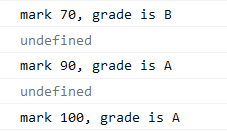 mark 70, grade is B
undefined
mark 90, grade is A
undefined
mark 100, grade is A